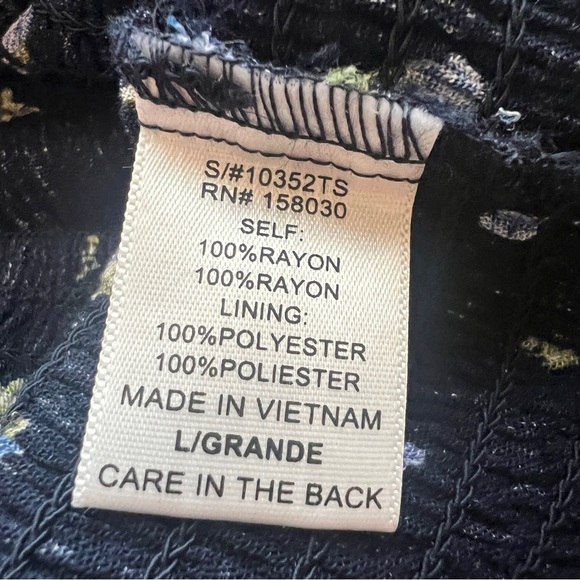 S/#10352TS
RN# 158030
SELF:
100%RAYON
100%RAYON
LINING:
100%POLYESTER
100%POLIESTER
MADE IN VIETNAM
L/GRANDE
CARE IN THE BACK